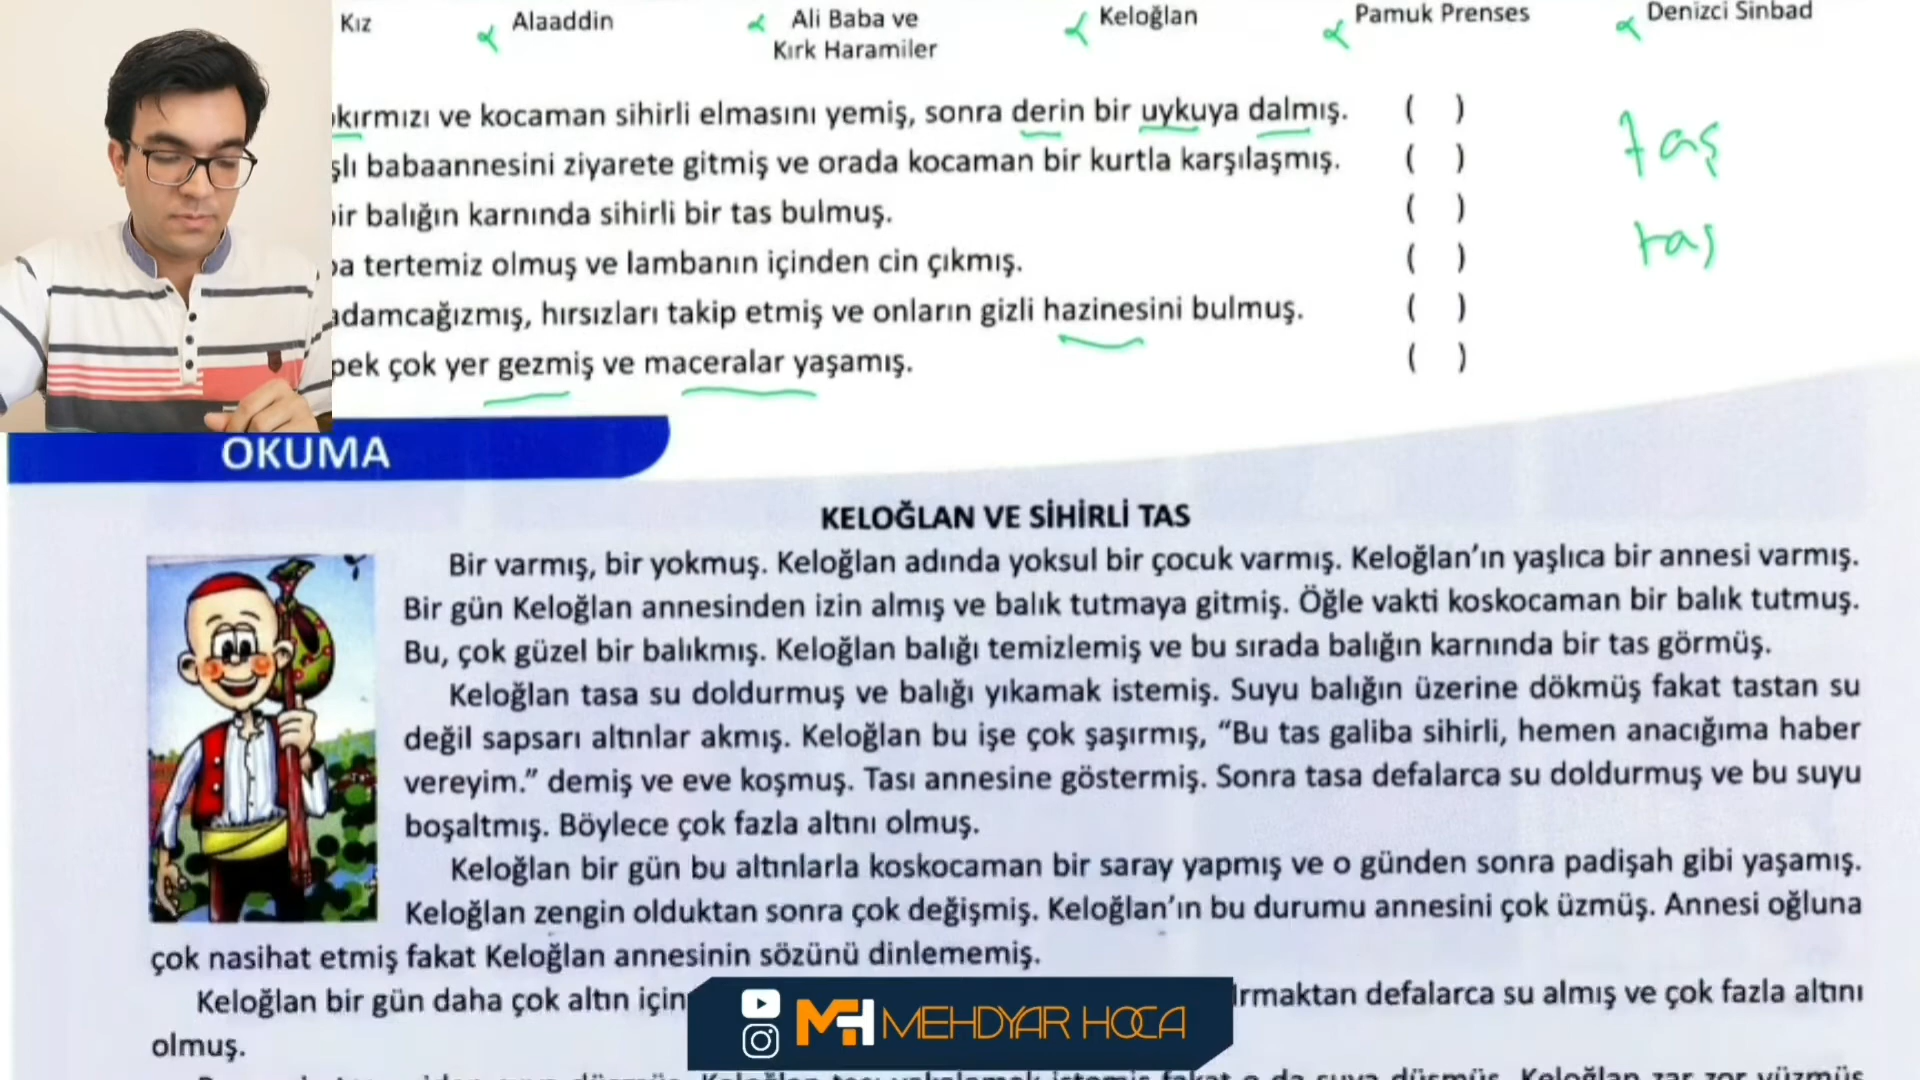 Kız
Alaaddin
Ali Baba ve
Kırk Haramiler
Keloğlan
Pamuk Prenses
Denizci Sinbad
kırmızı ve kocaman sihirli elmasını yemiş, sonra derin bir uykuya dalmış. ( )
şlı babaannesini ziyarete gitmiş ve orada kocaman bir kurtla karşılaşmış. ( )
bir balığın karnında sihirli bir tas bulmuş. ( )
tertemiz olmuş ve lambanın içinden cin çıkmış. ( )
adamcağızmış, hırsızları takip etmiş ve onların gizli hazinesini bulmuş. ( )
pek çok yer gezmiş ve maceralar yaşamış. ( )
taş
tas
OKUMA
KELOĞLAN VE SİHİRLİ TAS
Bir varmış, bir yokmuş. Keloğlan adında yoksul bir çocuk varmış. Keloğlan’ın yaşlıca bir annesi varmış.
Bir gün Keloğlan annesinden izin almış ve balık tutmaya gitmiş. Öğle vakti koskocaman bir balık tutmuş.
Bu, çok güzel bir balıkmış. Keloğlan balığı temizlemiş ve bu sırada balığın karnında bir tas görmüş.
Keloğlan tasa su doldurmuş ve balığı yıkamak istemiş. Suyu balığın üzerine dökmüş fakat tastan su
değil sapsarı altınlar akmış. Keloğlan bu işe çok şaşırmış, “Bu tas galiba sihirli, hemen anacığıma haber
vereyim.” demiş ve eve koşmuş. Tası annesine göstermiş. Sonra tasa defalarca su doldurmuş ve bu suyu
boşaltmış. Böylece çok fazla altını olmuş.
Keloğlan bir gün bu altınlarla koskocaman bir saray yapmış ve o günden sonra padişah gibi yaşamış.
Keloğlan zengin olduktan sonra çok değişmiş. Keloğlan’ın bu durumu annesini çok üzmüş. Annesi oğluna
çok nasihat etmiş fakat Keloğlan annesinin sözünü dinlememiş.
Keloğlan bir gün daha çok altın için ırmaktan defalarca su almış ve çok fazla altını
olmuş.
MH MEHDYAR HOCA